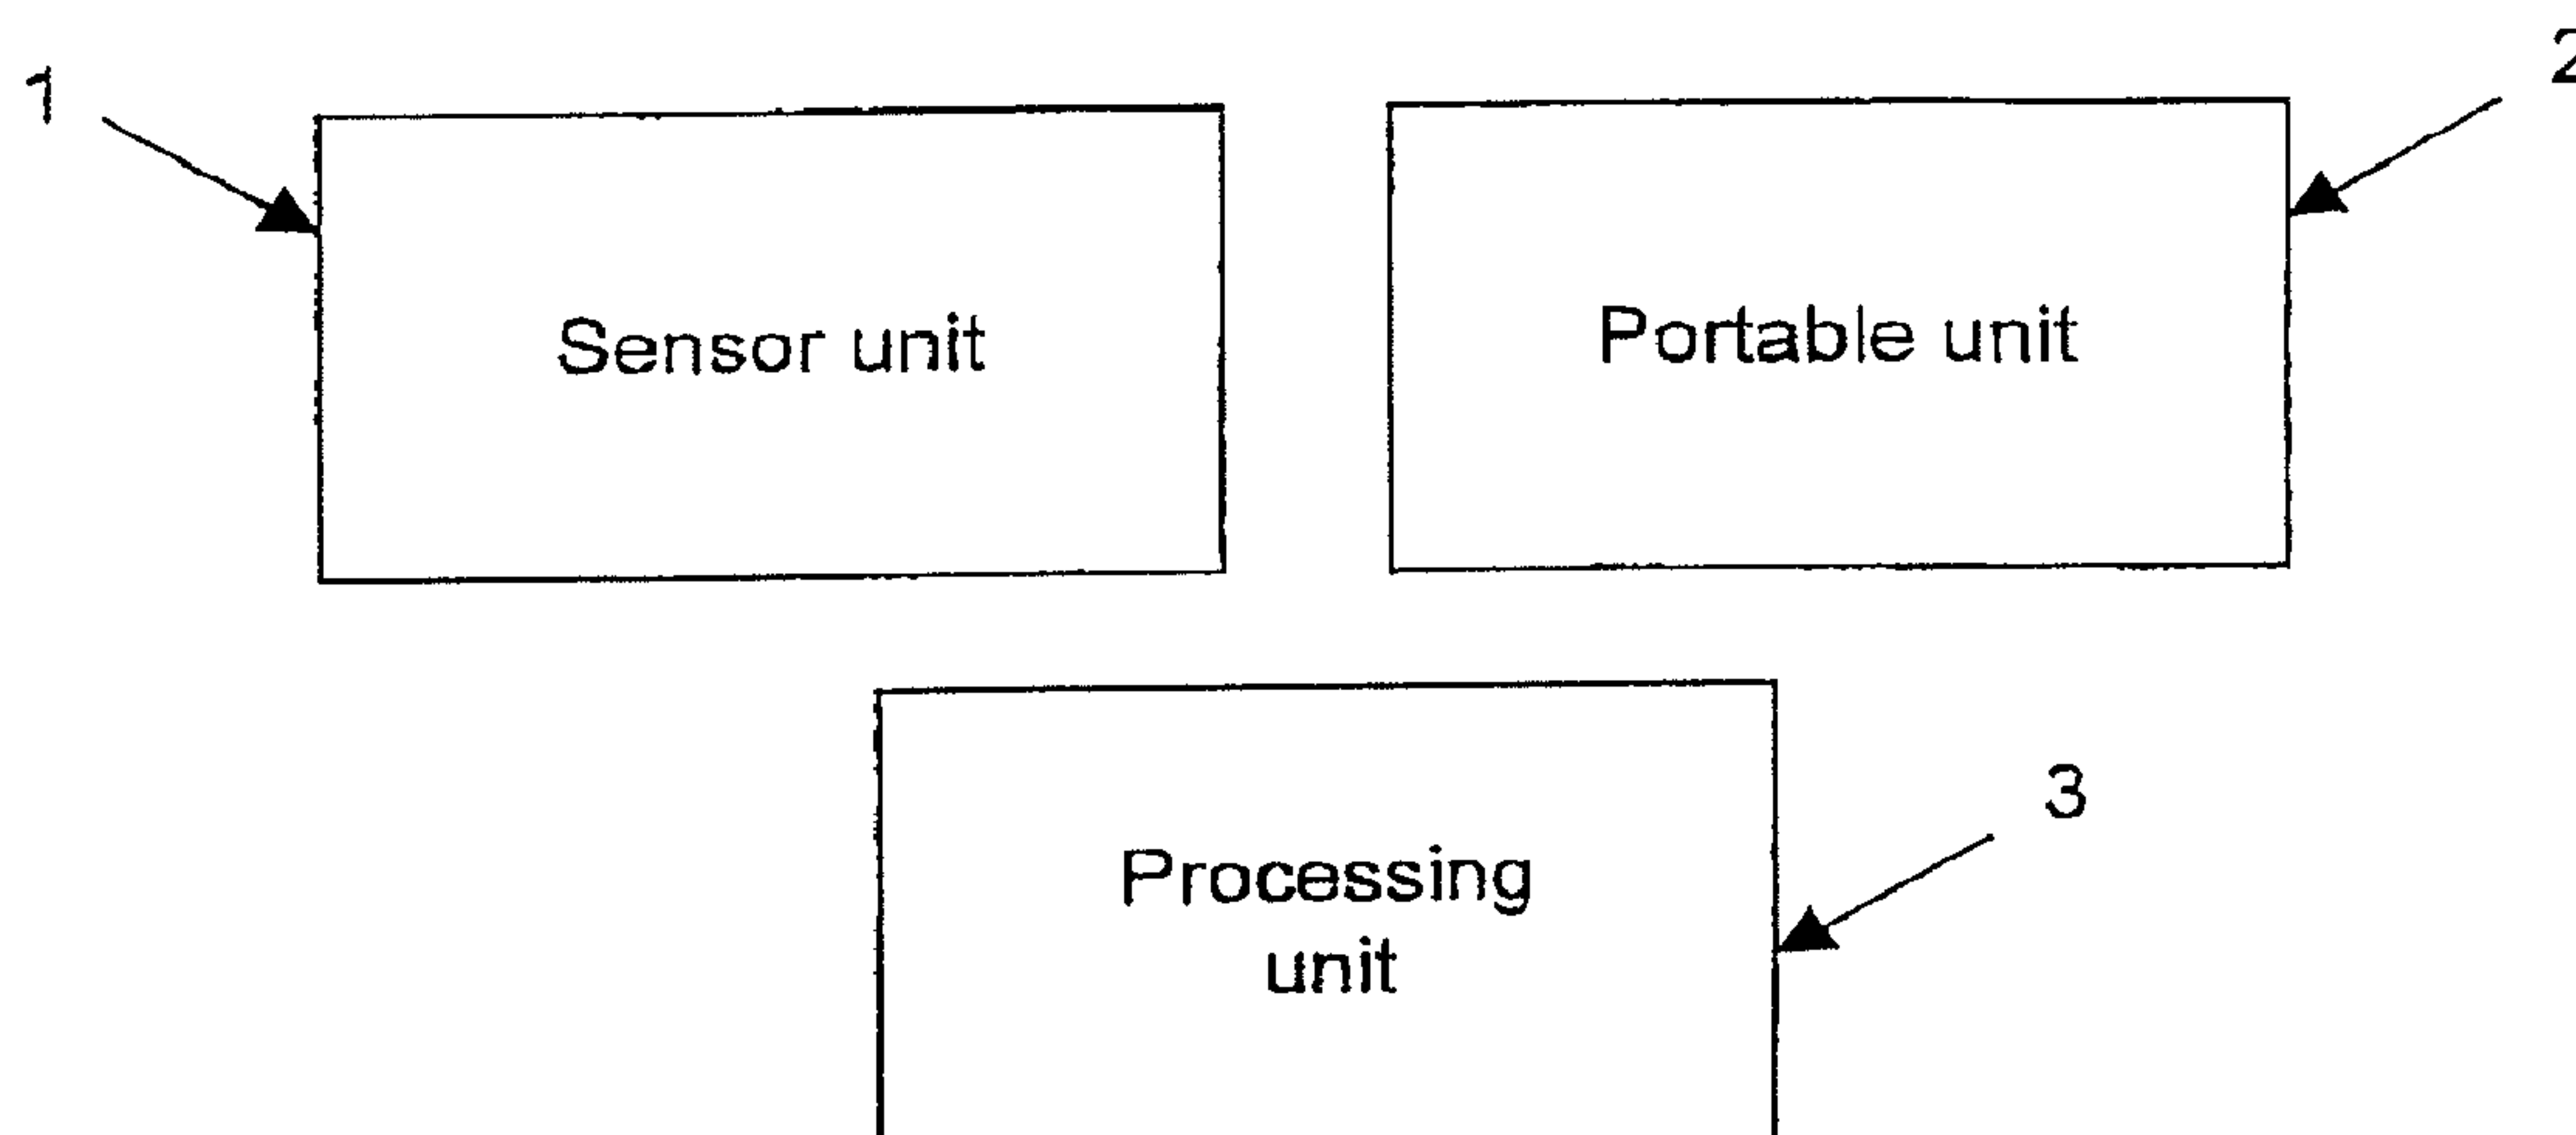 1
2
Sensor unit
Portable unit
3
Processing
unit